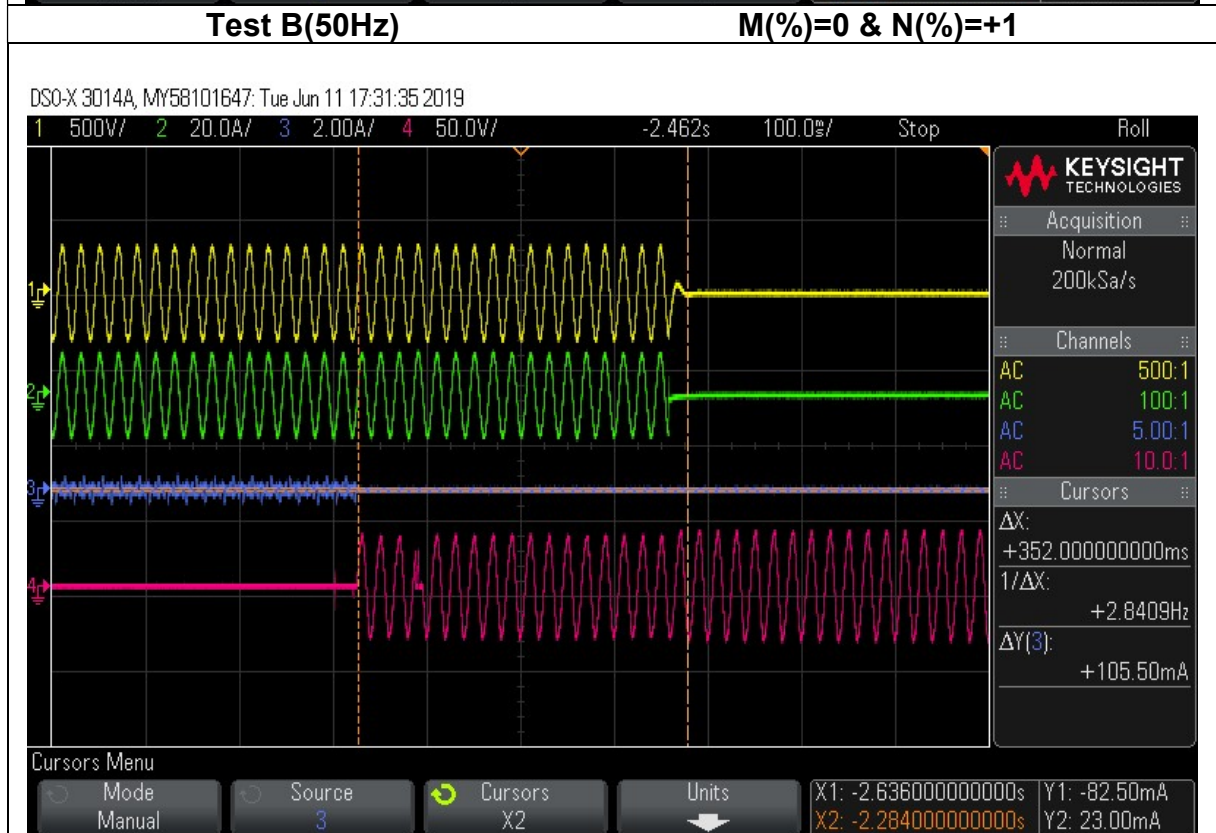 Test B(50Hz) M(%)=0 & N(%)=+1
DSO-X 3014A, MY58101647: Tue Jun 11 17:31:35 2019
1 500V/ 2 20.0A/ 3 2.00A/ 4 50.0V/ -2.462s 100.0ms/ Stop Roll
KEYSIGHT
TECHNOLOGIES
Acquisition
Normal
200kSa/s
Channels
AC 500:1
AC 100:1
AC 5.00:1
AC 10.0:1
Cursors
ΔX:
+352.000000000ms
1/ΔX:
+2.8409Hz
ΔY(3):
+105.50mA
1
2
3
4
Cursors Menu
Mode
Manual
Source
3
Cursors
X2
Units
X1: -2.636000000000s Y1: -82.50mA
X2: -2.284000000000s Y2: 23.00mA